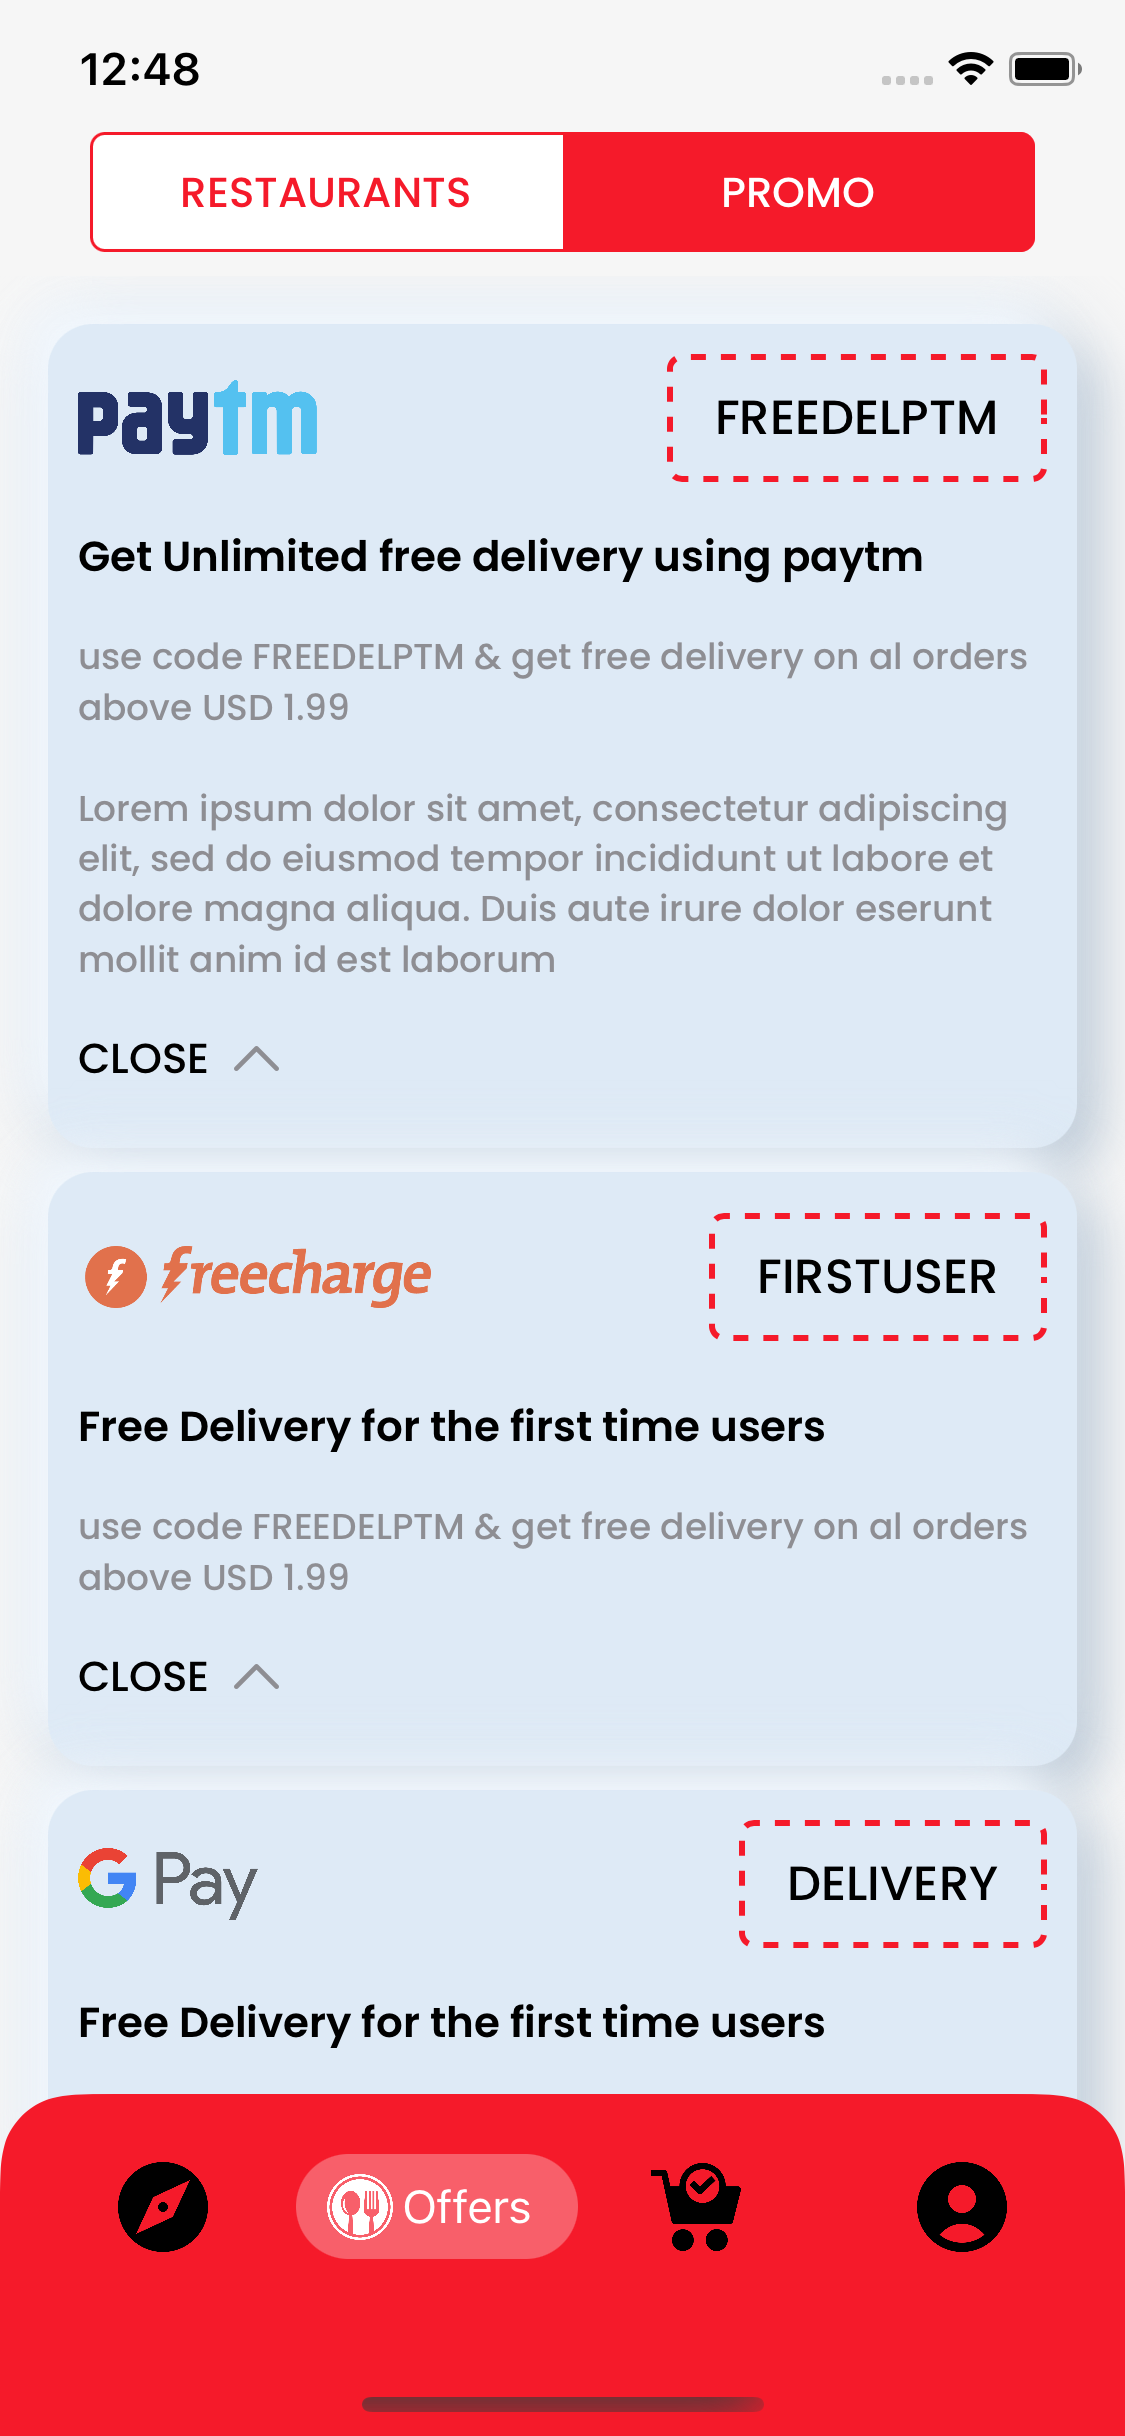 12:48
RESTAURANTS
PROMO
paytm
FREEDELPTM
Get Unlimited free delivery using paytm
use code FREEDELPTM & get free delivery on al orders
above USD 1.99
Lorem ipsum dolor sit amet, consectetur adipiscing
elit, sed do eiusmod tempor incididunt ut labore et
dolore magna aliqua. Duis aute irure dolor eserunt
mollit anim id est laborum
CLOSE
freecharge
FIRSTUSER
Free Delivery for the first time users
use code FREEDELPTM & get free delivery on al orders
above USD 1.99
CLOSE
G Pay
DELIVERY
Free Delivery for the first time users
Offers